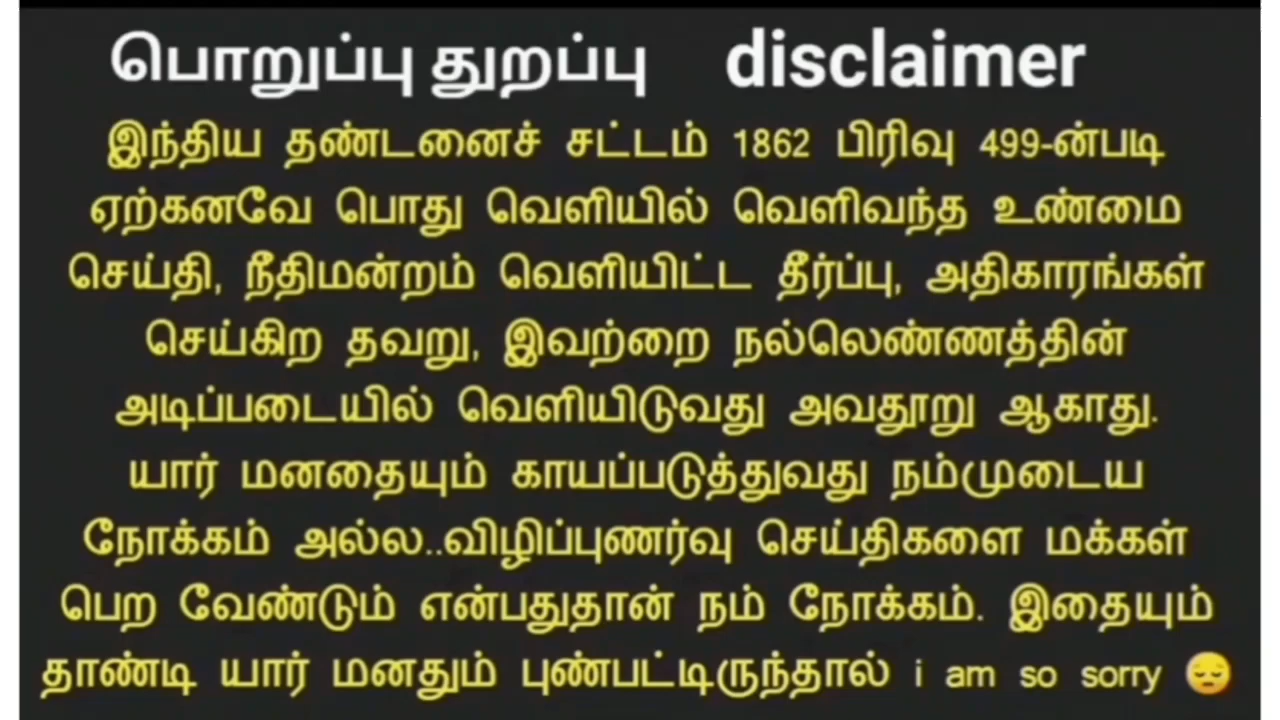 பொறுப்பு துறப்பு disclaimer
இந்திய தண்டனைச் சட்டம் 1862 பிரிவு 499-ன்படி
ஏற்கனவே பொது வெளியில் வெளிவந்த உண்மை
செய்தி, நீதிமன்றம் வெளியிட்ட தீர்ப்பு, அதிகாரங்கள்
செய்கிற தவறு, இவற்றை நல்லெண்ணத்தின்
அடிப்படையில் வெளியிடுவது அவதூறு ஆகாது.
யார் மனதையும் காயப்படுத்துவது நம்முடைய
நோக்கம் அல்ல..விழிப்புணர்வு செய்திகளை மக்கள்
பெற வேண்டும் என்பதுதான் நம் நோக்கம். இதையும்
தாண்டி யார் மனதும் புண்பட்டிருந்தால் i am so sorry 😔